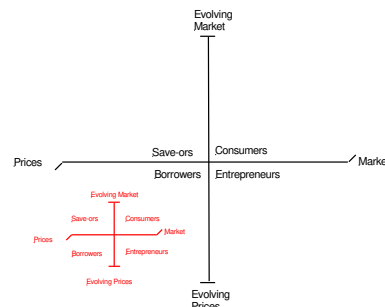 Evolving
Market
Save-ors
Consumers
Prices
Marke
Borrowers
Entrepreneurs
Evolving Market
Save-ors
Consumers
Prices
Market
Borrowers
Entrepreneurs
Evolving Prices
Evolving
Prices